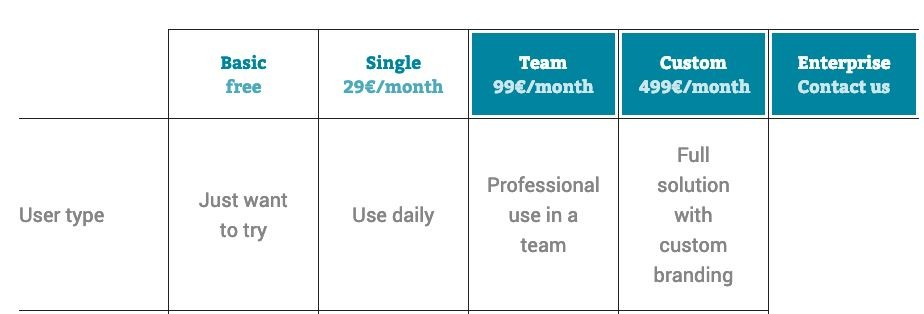 Basic
free
Single
29€/month
Team
99€/month
Custom
499€/month
Enterprise
Contact us
User type
Just want
to try
Use daily
Professional
use in a
team
Full
solution
with
custom
branding